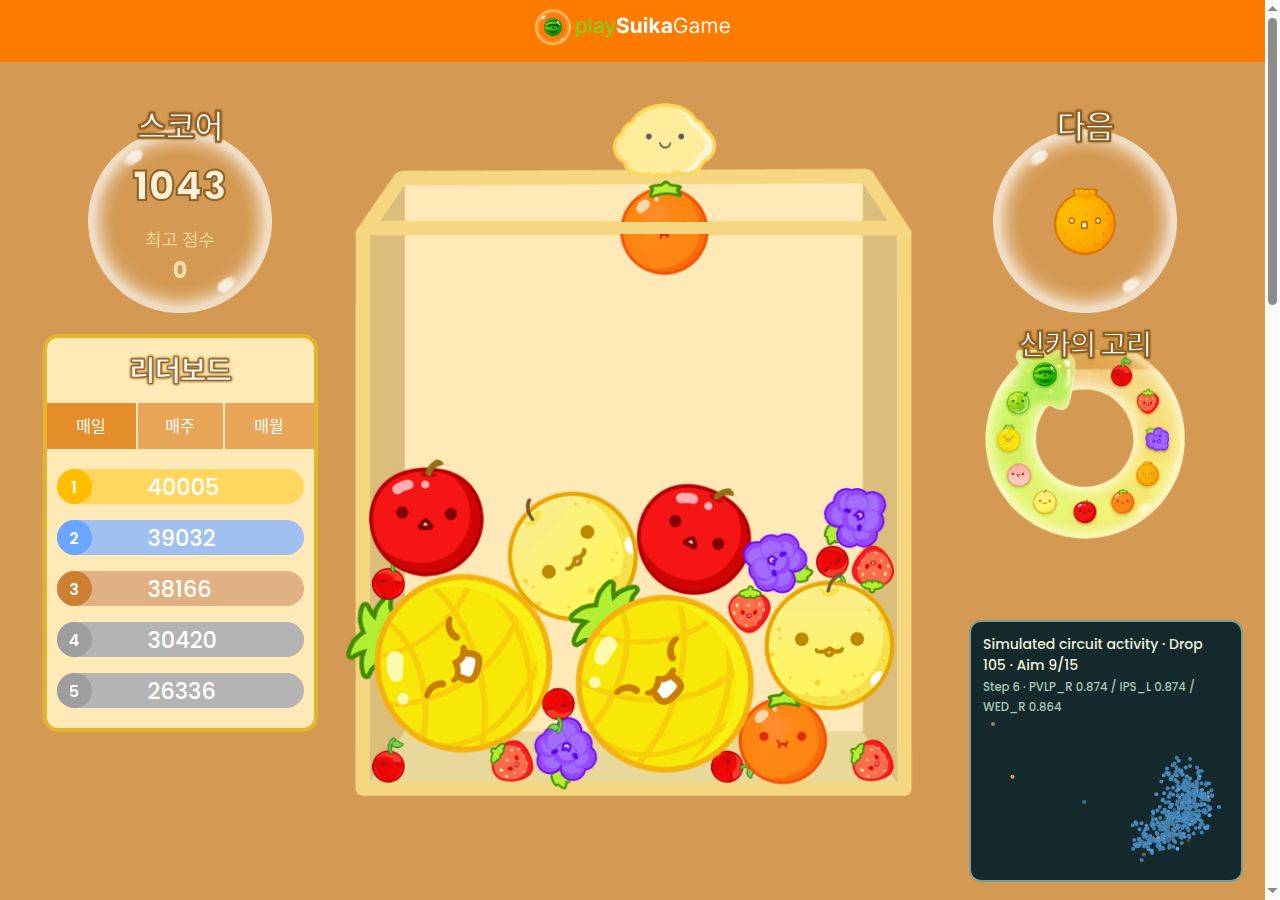 playSuikaGame
스코어
1043
최고 점수
0
다음
신카의 고리
리더보드
매일 매주 매월
1 40005
2 39032
3 38166
4 30420
5 26336
Simulated circuit activity · Drop
105 · Aim 9/15
Step 6 · PVLP_R 0.874 / IPS_L 0.874 /
WED_R 0.864